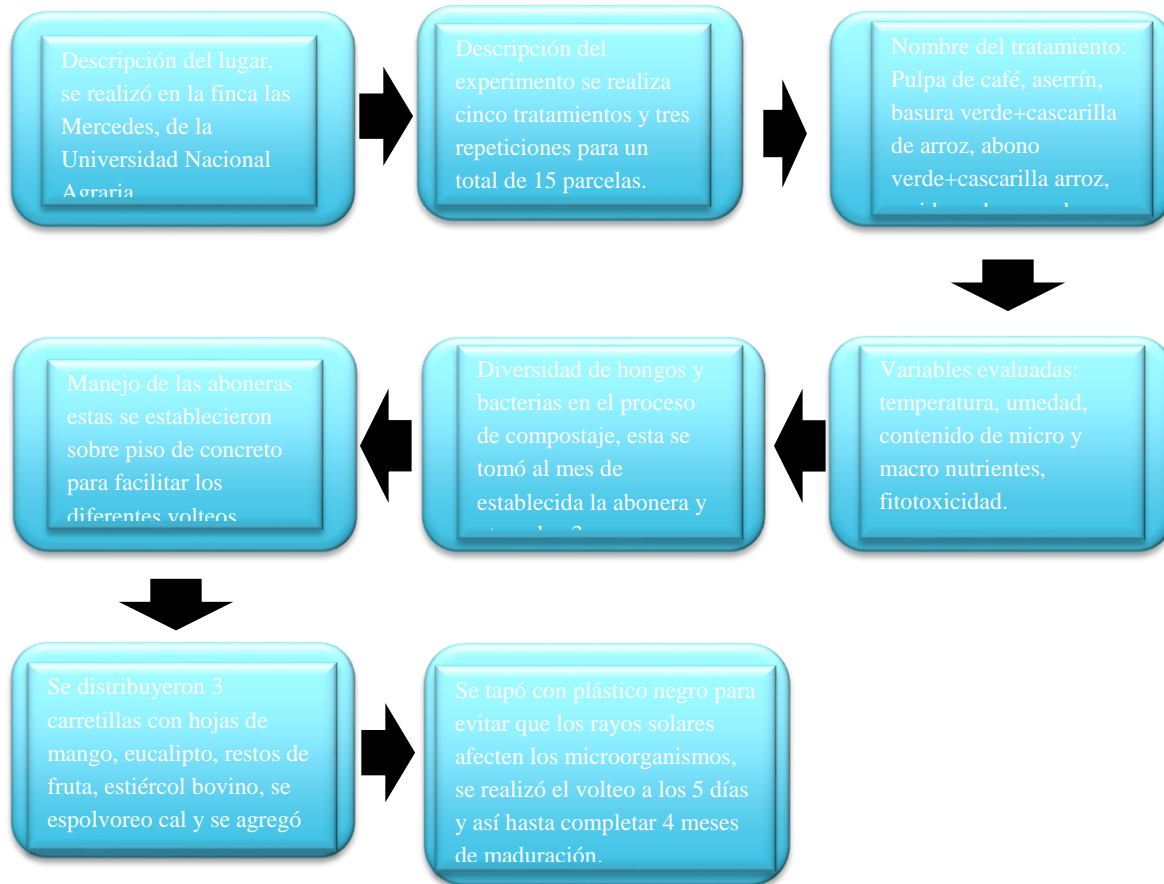 Descripción del lugar,
se realizó en la finca las
Mercedes, de la
Universidad Nacional
Agraria
Descripción del
experimento se realiza
cinco tratamientos y tres
repeticiones para un
total de 15 parcelas.
Nombre del tratamiento:
Pulpa de café, aserrín,
basura verde+cascarilla
de arroz, abono
verde+cascarilla arroz,
Variables evaluadas:
temperatura, umedad,
contenido de micro y
macro nutrientes,
fitotoxicidad.
Diversidad de hongos y
bacterias en el proceso
de compostaje, esta se
tomó al mes de
establecida la abonera y
Manejo de las aboneras
estas se establecieron
sobre piso de concreto
para facilitar los
diferentes volteos
Se distribuyeron 3
carretillas con hojas de
mango, eucalipto, restos de
fruta, estiércol bovino, se
espolvoreo cal y se agregó
Se tapó con plástico negro para
evitar que los rayos solares
afecten los microorganismos,
se realizó el volteo a los 5 días
y así hasta completar 4 meses
de maduración.